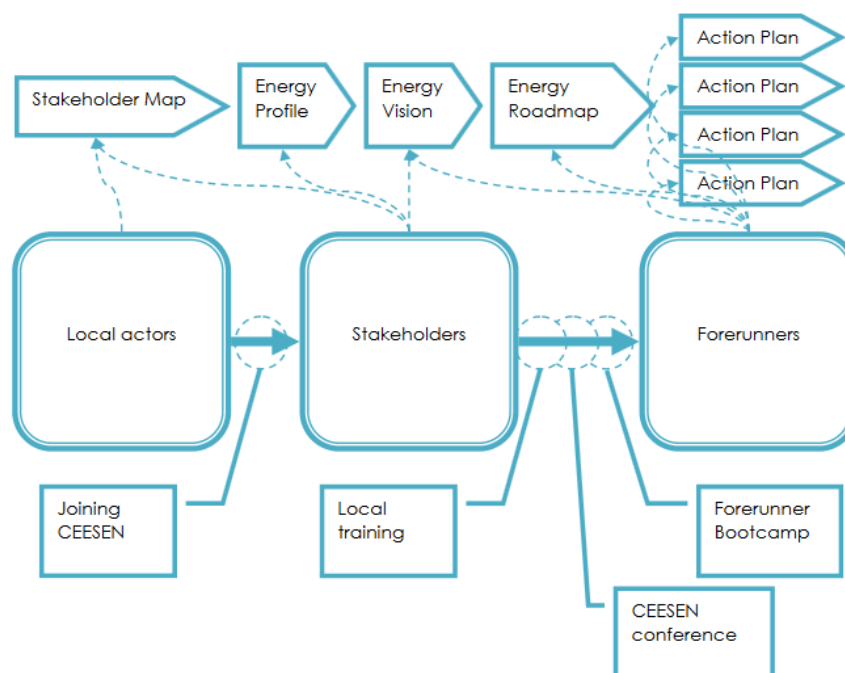 Action Plan
Stakeholder Map
Energy
Profile
Energy
Vision
Energy
Roadmap
Action Plan
Action Plan
Action Plan
Local actors
Stakeholders
Forerunners
Joining
CEESEN
Local
training
Forerunner
Bootcamp
CEESEN
conference